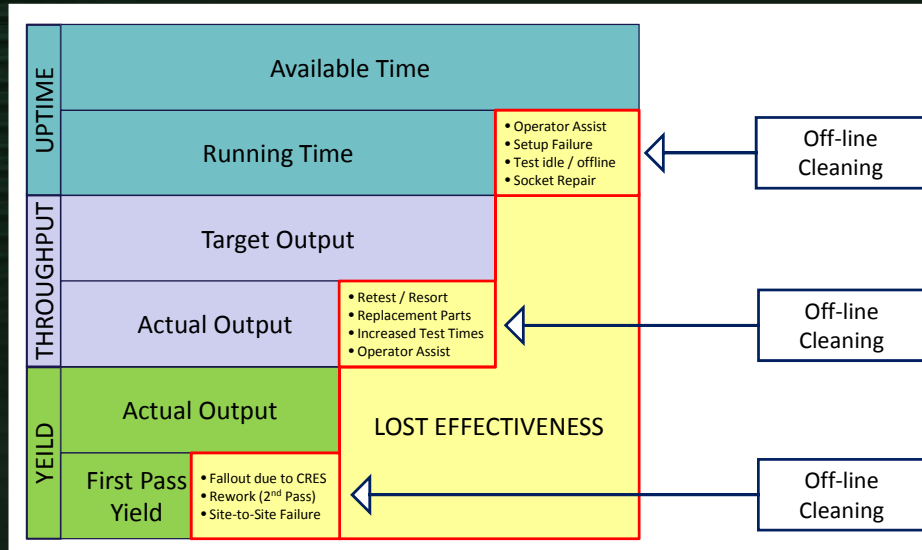 UPTIME
Available Time
Running Time
• Operator Assist
• Setup Failure
• Test idle / offline
• Socket Repair
Off-line
Cleaning
THROUGHPUT
Target Output
Actual Output
• Retest / Resort
• Replacement Parts
• Increased Test Times
• Operator Assist
Off-line
Cleaning
YEILD
Actual Output
LOST EFFECTIVENESS
First Pass
Yield
• Fallout due to CRES
• Rework (2nd Pass)
• Site-to-Site Failure
Off-line
Cleaning